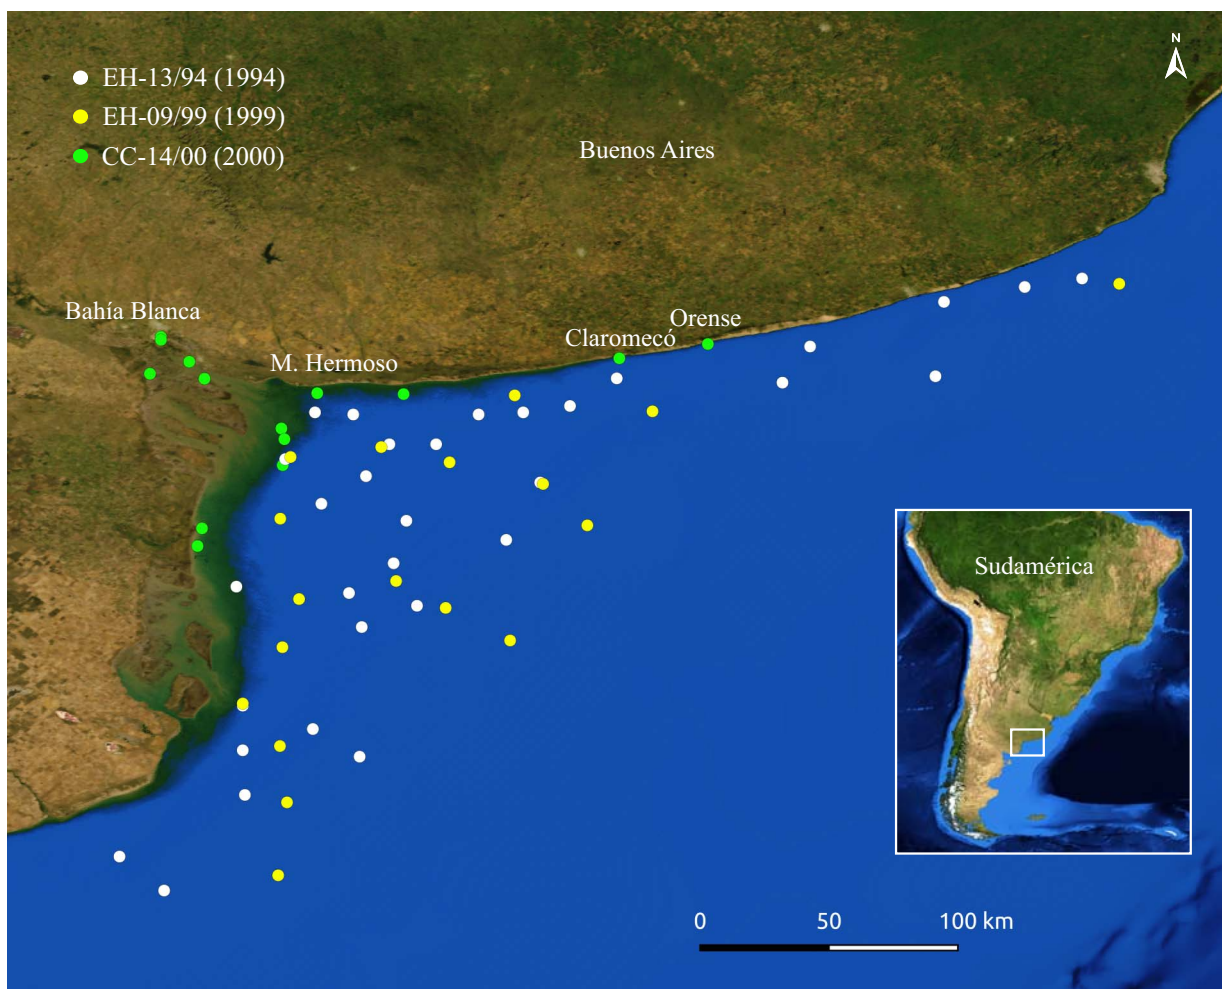 N
EH-13/94 (1994)
EH-09/99 (1999)
CC-14/00 (2000)
Buenos Aires
Bahía Blanca
Orense
Claromecó
M. Hermoso
Sudamérica
0 50 100 km